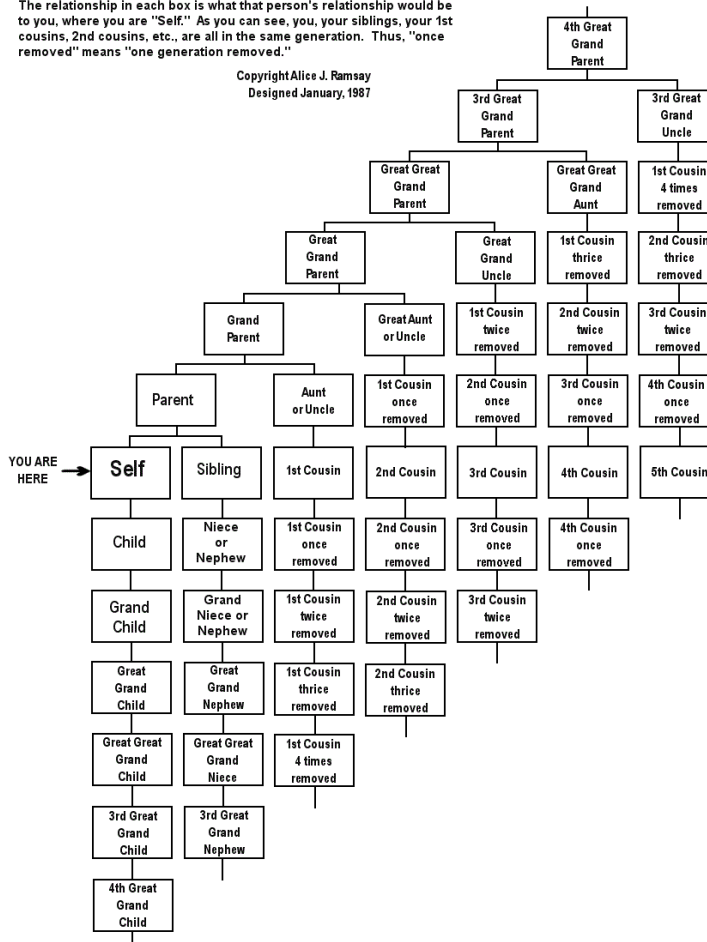 The relationship in each box is what that person's relationship would be
to you, where you are "Self." As you can see, you, your siblings, your 1st
cousins, 2nd cousins, etc., are all in the same generation. Thus, "once
removed" means "one generation removed."
Copyright Alice J. Ramsay
Designed January, 1987
4th Great
Grand
Parent
3rd Great
Grand
Parent
3rd Great
Grand
Uncle
Great Great
Grand
Parent
Great Great
Grand
Aunt
1st Cousin
4 times
removed
Great
Grand
Parent
Great
Grand
Uncle
1st Cousin
thrice
removed
2nd Cousin
thrice
removed
Grand
Parent
Great Aunt
or Uncle
1st Cousin
twice
removed
2nd Cousin
twice
removed
3rd Cousin
twice
removed
Parent
Aunt
or Uncle
1st Cousin
once
removed
2nd Cousin
once
removed
3rd Cousin
once
removed
4th Cousin
once
removed
YOU ARE
HERE
Self
Sibling
1st Cousin
2nd Cousin
3rd Cousin
4th Cousin
5th Cousin
Child
Niece
or
Nephew
1st Cousin
once
removed
2nd Cousin
once
removed
3rd Cousin
once
removed
4th Cousin
once
removed
Grand
Child
Grand
Niece or
Nephew
1st Cousin
twice
removed
2nd Cousin
twice
removed
3rd Cousin
twice
removed
Great
Grand
Child
Great
Grand
Nephew
1st Cousin
thrice
removed
2nd Cousin
thrice
removed
Great Great
Grand
Child
Great Great
Grand
Niece
1st Cousin
4 times
removed
3rd Great
Grand
Child
3rd Great
Grand
Nephew
4th Great
Grand
Child